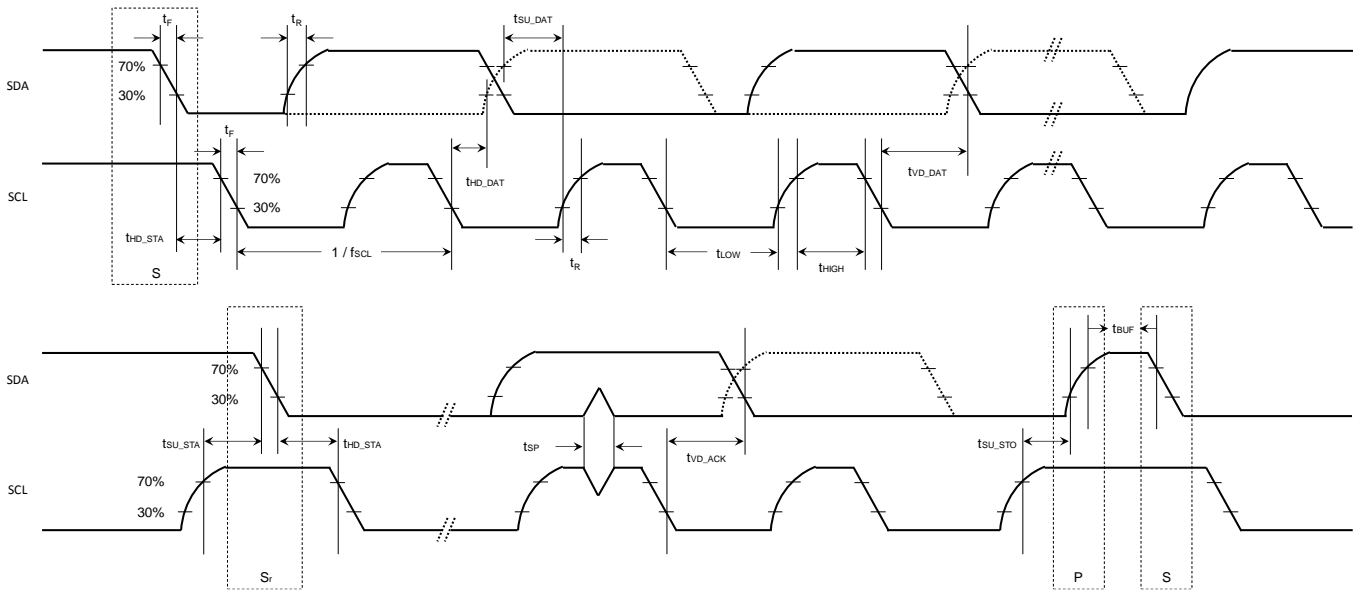 tF
tR
tSU_DAT
SDA
70%
30%
tF
tHD_DAT
tVD_DAT
SCL
70%
30%
tHD_STA
1 / fSCL
tR
tLOW
tHIGH
S
tBUF
SDA
70%
30%
tSU_STA
tHD_STA
tSP
tVD_ACK
tSU_STO
SCL
70%
30%
Sr
P
S